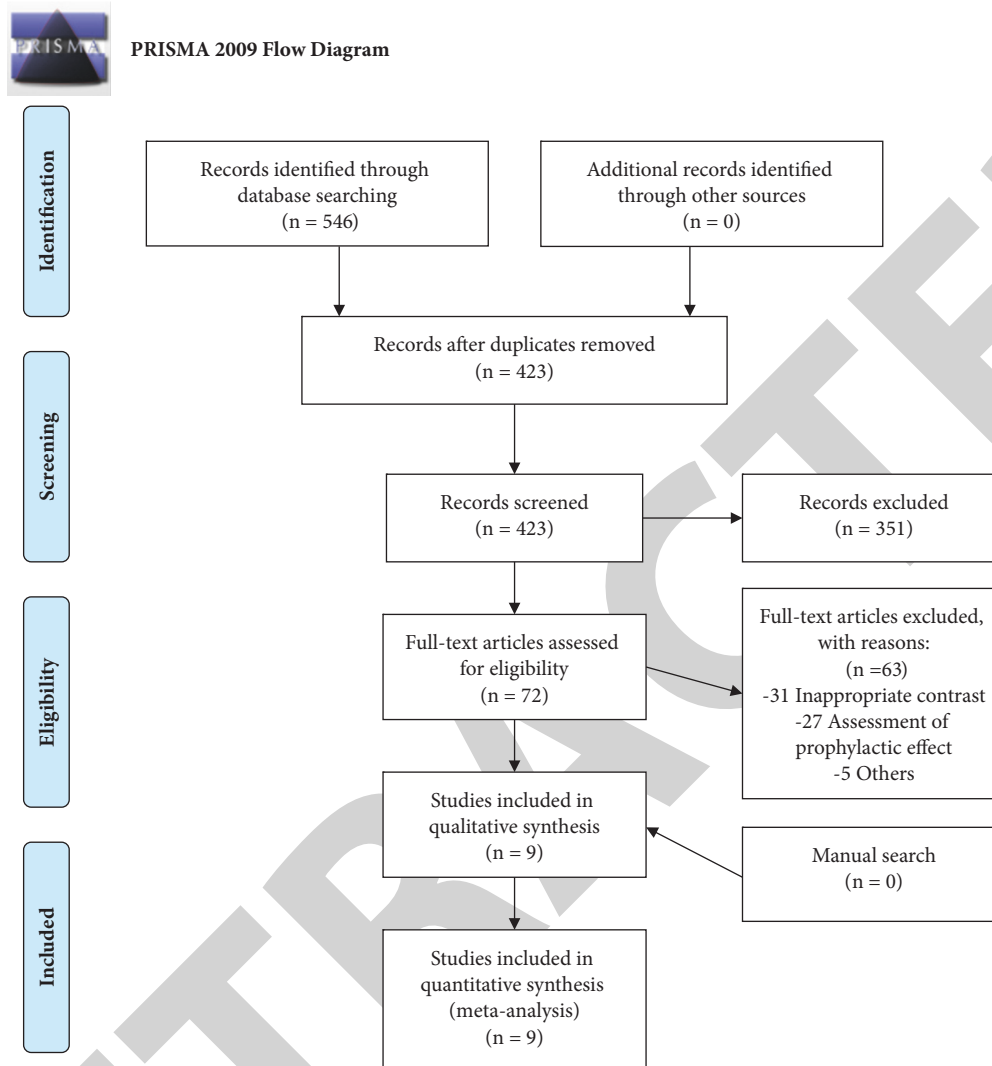 PRISMA
PRISMA 2009 Flow Diagram
Identification
Records identified through
database searching
(n = 546)
Additional records identified
through other sources
(n = 0)
Records after duplicates removed
(n = 423)
Screening
Records screened
(n = 423)
Records excluded
(n = 351)
Eligibility
Full-text articles assessed
for eligibility
(n = 72)
Full-text articles excluded,
with reasons:
(n =63)
-31 Inappropriate contrast
-27 Assessment of
prophylactic effect
-5 Others
Studies included in
qualitative synthesis
(n = 9)
Manual search
(n = 0)
Included
Studies included in
quantitative synthesis
(meta-analysis)
(n = 9)
TRACTE